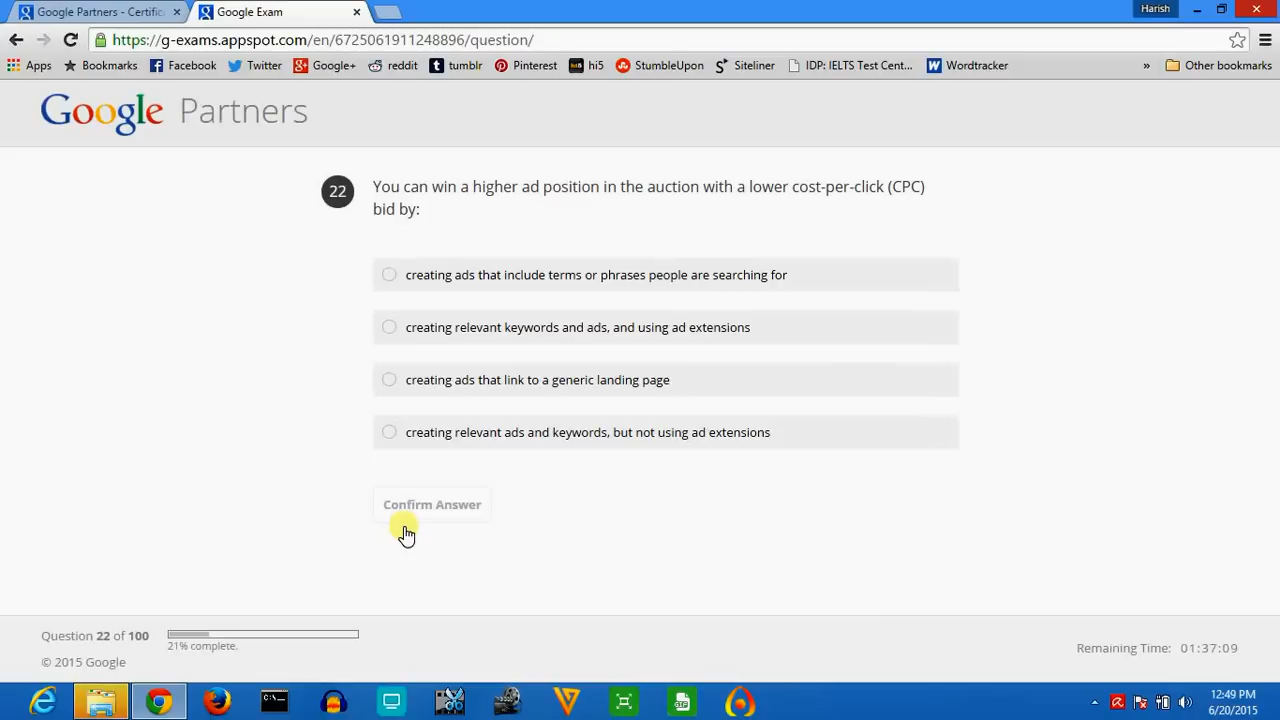 Google Partners - Certific
Google Exam
Harish
https://g-exams.appspot.com/en/6725061911248896/question/
Apps Bookmarks Facebook Twitter Google+ reddit tumblr Pinterest hi5 StumbleUpon Siteliner IDP: IELTS Test Cent... Wordtracker » Other bookmarks
Google Partners
22 You can win a higher ad position in the auction with a lower cost-per-click (CPC)
bid by:
creating ads that include terms or phrases people are searching for
creating relevant keywords and ads, and using ad extensions
creating ads that link to a generic landing page
creating relevant ads and keywords, but not using ad extensions
Confirm Answer
Question 22 of 100
21% complete.
Remaining Time: 01:37:09
© 2015 Google
12:49 PM
6/20/2015